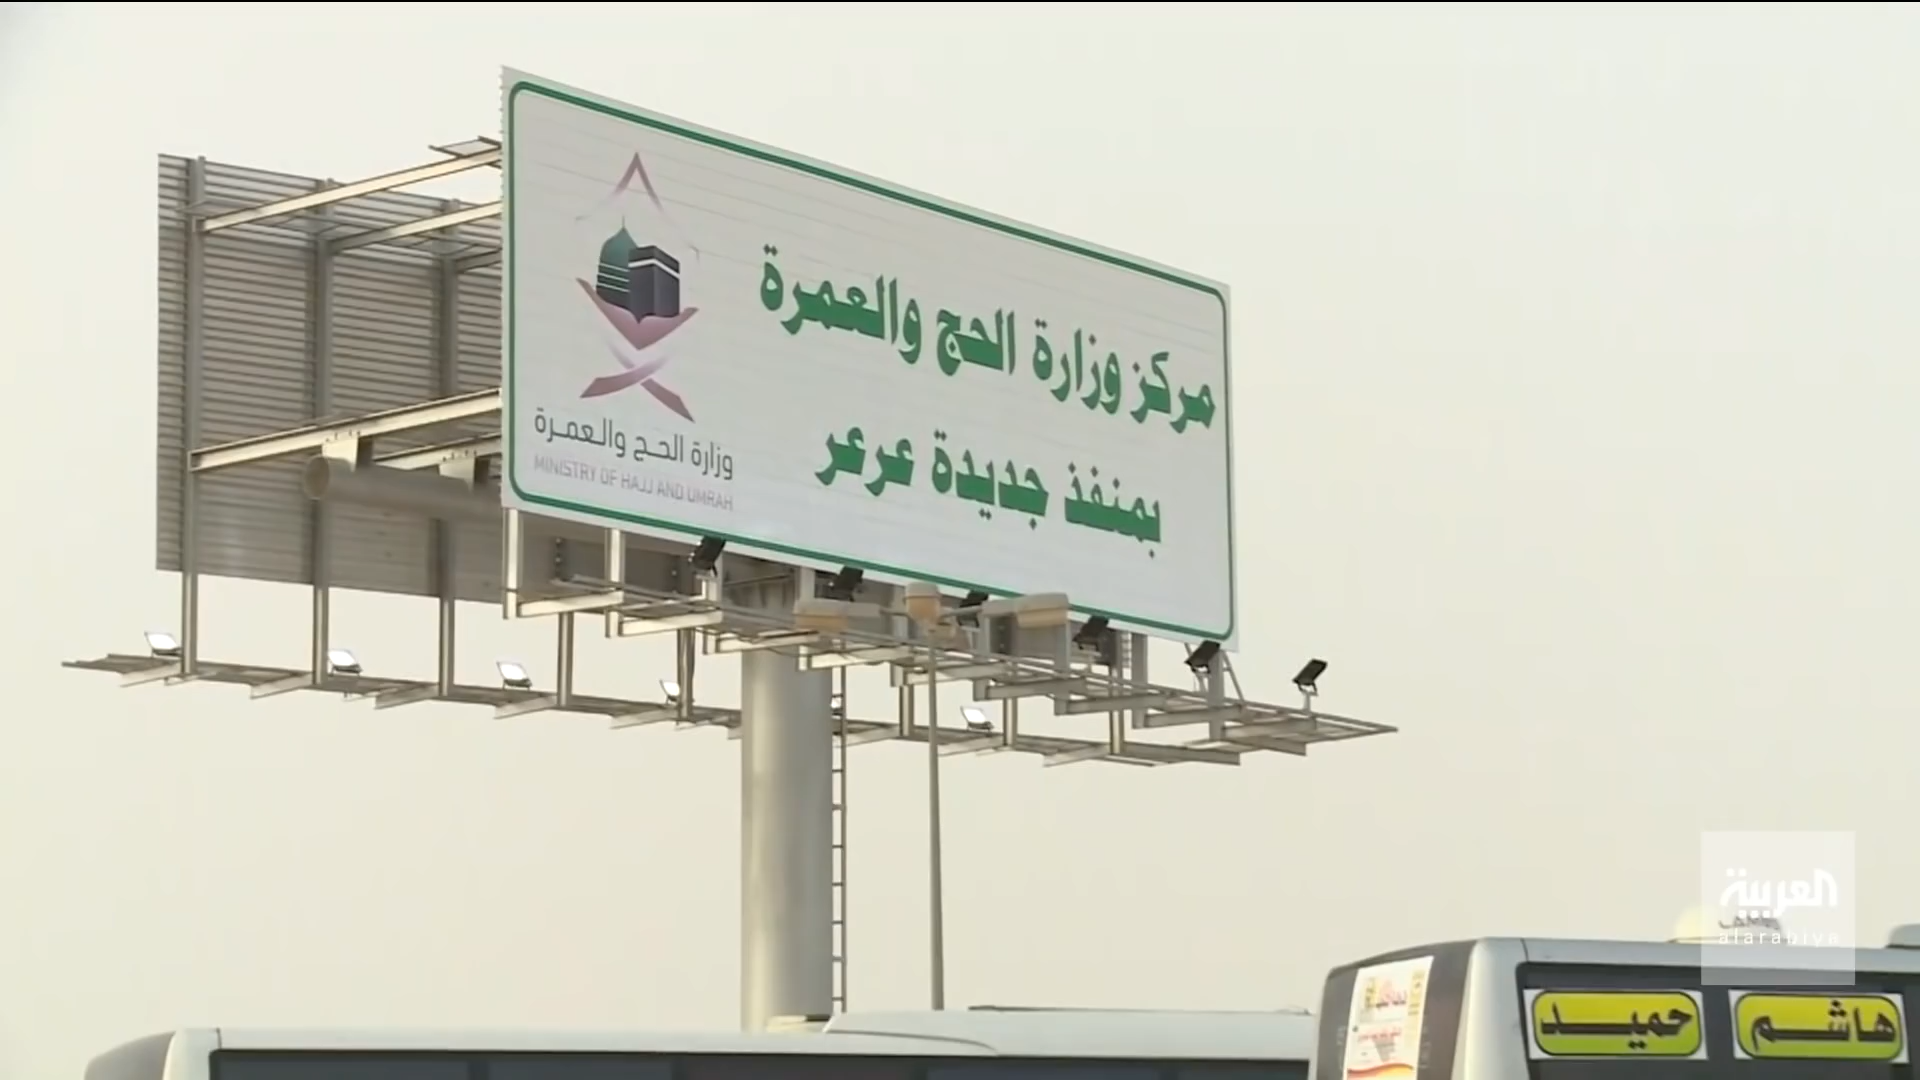 مركز وزارة الحج والعمرة
بمنفذ جديدة عرعر
وزارة الحج والعمرة
MINISTRY OF HAJJ AND UMRAH
العربية
alarabiya
هاشم حميد